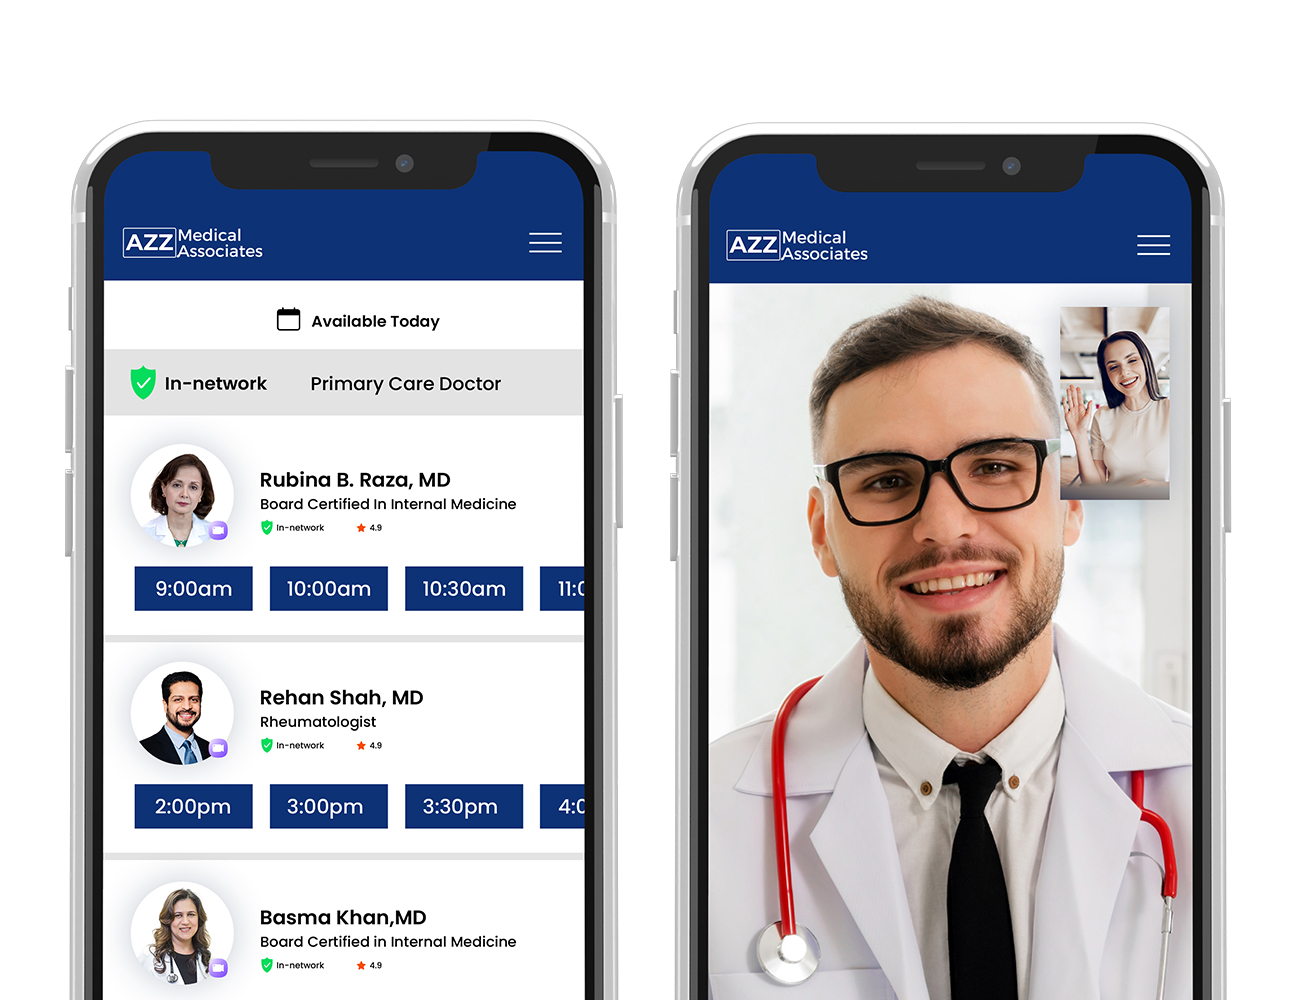 AZZ Medical
Associates
Available Today
In-network Primary Care Doctor
Rubina B. Raza, MD
Board Certified In Internal Medicine
In-network 4.9
9:00am 10:00am 10:30am 11:0
Rehan Shah, MD
Rheumatologist
In-network 4.9
2:00pm 3:00pm 3:30pm 4:0
Basma Khan,MD
Board Certified in Internal Medicine
In-network 4.9
AZZ Medical
Associates